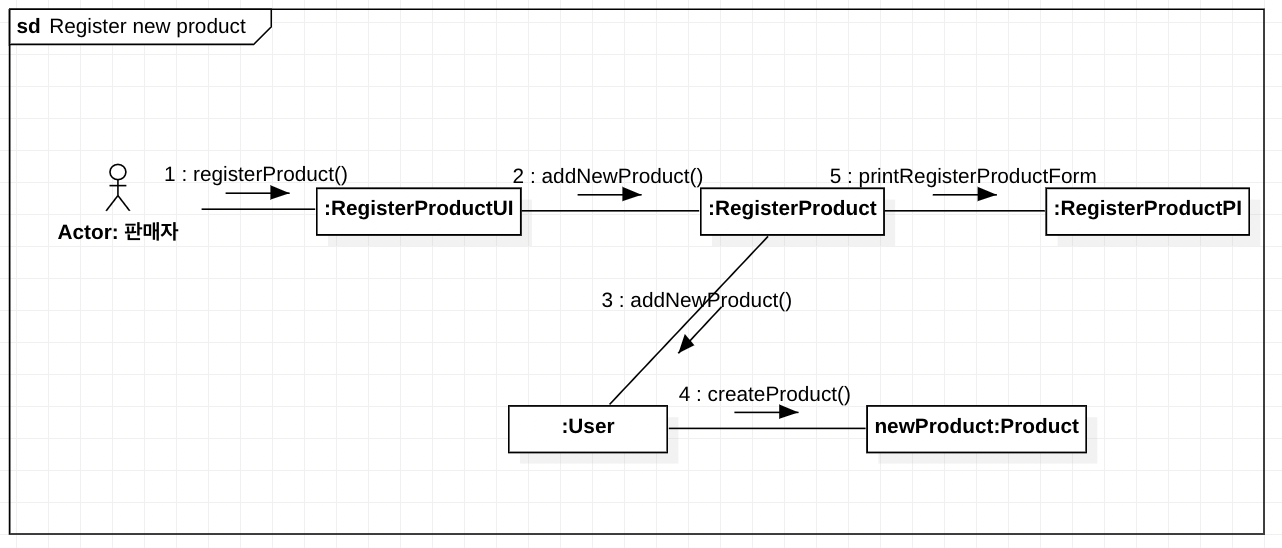 sd Register new product
1 : registerProduct()
2 : addNewProduct()
5 : printRegisterProductForm
Actor: 판매자
:RegisterProductUI
:RegisterProduct
:RegisterProductPI
3 : addNewProduct()
4 : createProduct()
:User
newProduct:Product